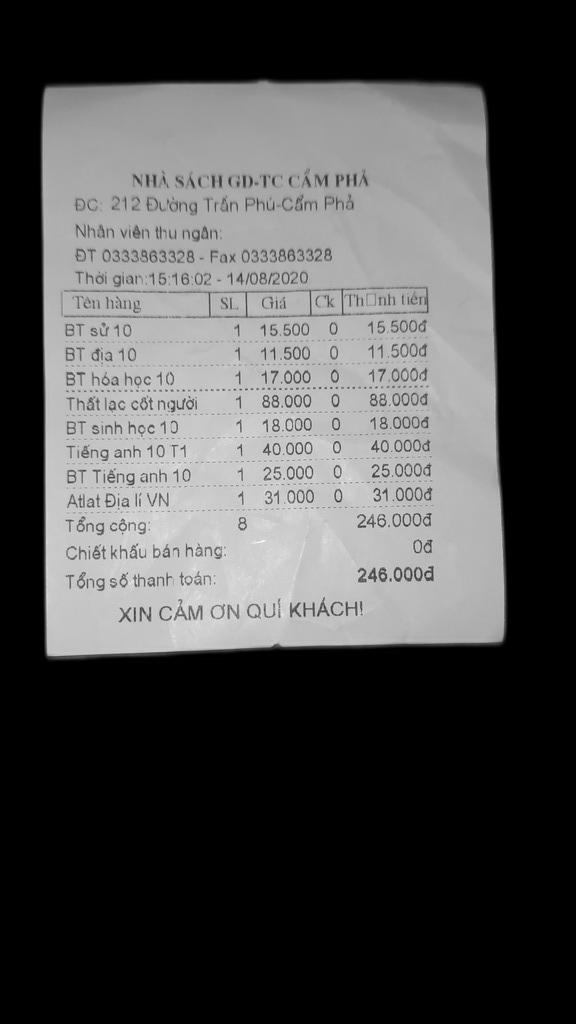 NHÀ SÁCH GD-TC CẨM PHẢ
ĐC: 212 Đường Trần Phú-Cẩm Phả
Nhân viên thu ngân:
ĐT 0333863328 - Fax 0333863328
Thời gian:15:16:02 - 14/08/2020
Tên hàng SL Giá Ck Th□nh tiền
BT sử 10 1 15.500 0 15.500đ
BT địa 10 1 11.500 0 11.500đ
BT hóa học 10 1 17.000 0 17.000đ
Thất lạc cốt người 1 88.000 0 88.000đ
BT sinh học 10 1 18.000 0 18.000đ
Tiếng anh 10 T1 1 40.000 0 40.000đ
BT Tiếng anh 10 1 25.000 0 25.000đ
Atlat Địa lí VN 1 31.000 0 31.000đ
Tổng cộng: 8 246.000đ
Chiết khấu bán hàng: 0đ
Tổng số thanh toán: 246.000đ
XIN CẢM ƠN QUÍ KHÁCH!